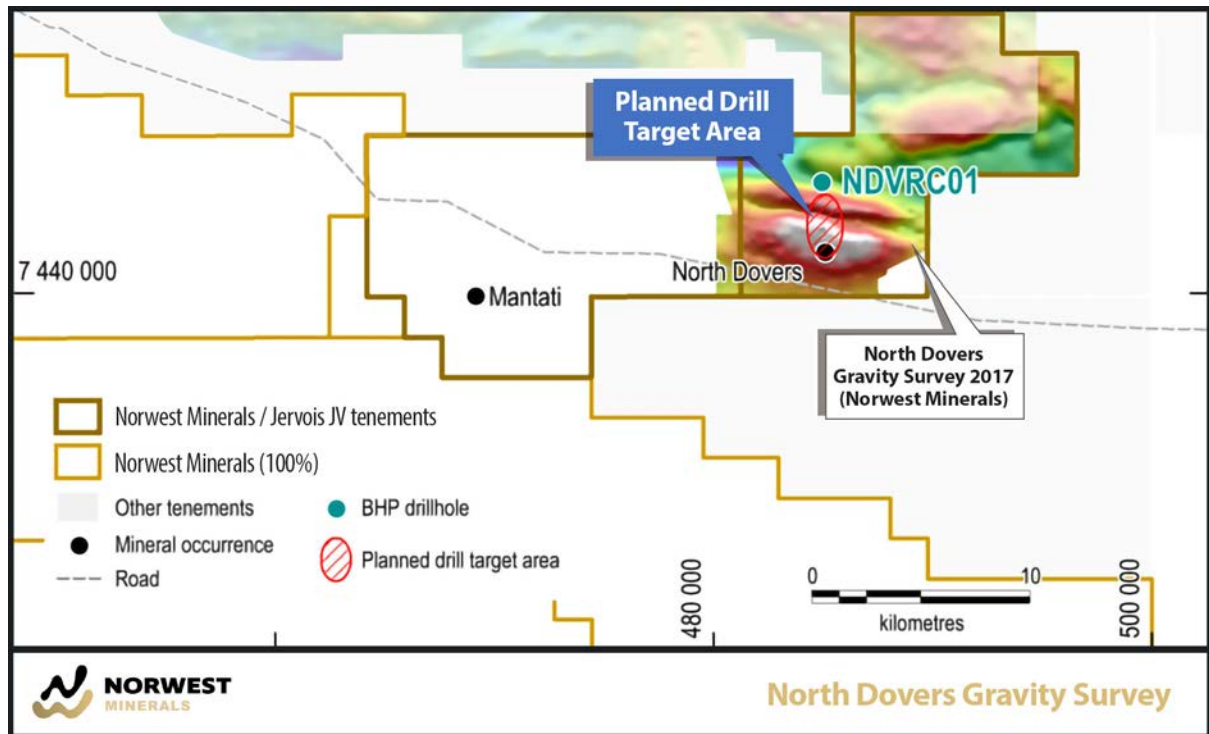 Planned Drill
Target Area
NDVRC01
7 440 000
North Dovers
Mantati
North Dovers
Gravity Survey 2017
(Norwest Minerals)
Norwest Minerals / Jervois JV tenements
Norwest Minerals (100%)
Other tenements
BHP drillhole
Mineral occurrence
Planned drill target area
Road
0
10
kilometres
480 000
500 000
NORWEST
MINERALS
North Dovers Gravity Survey